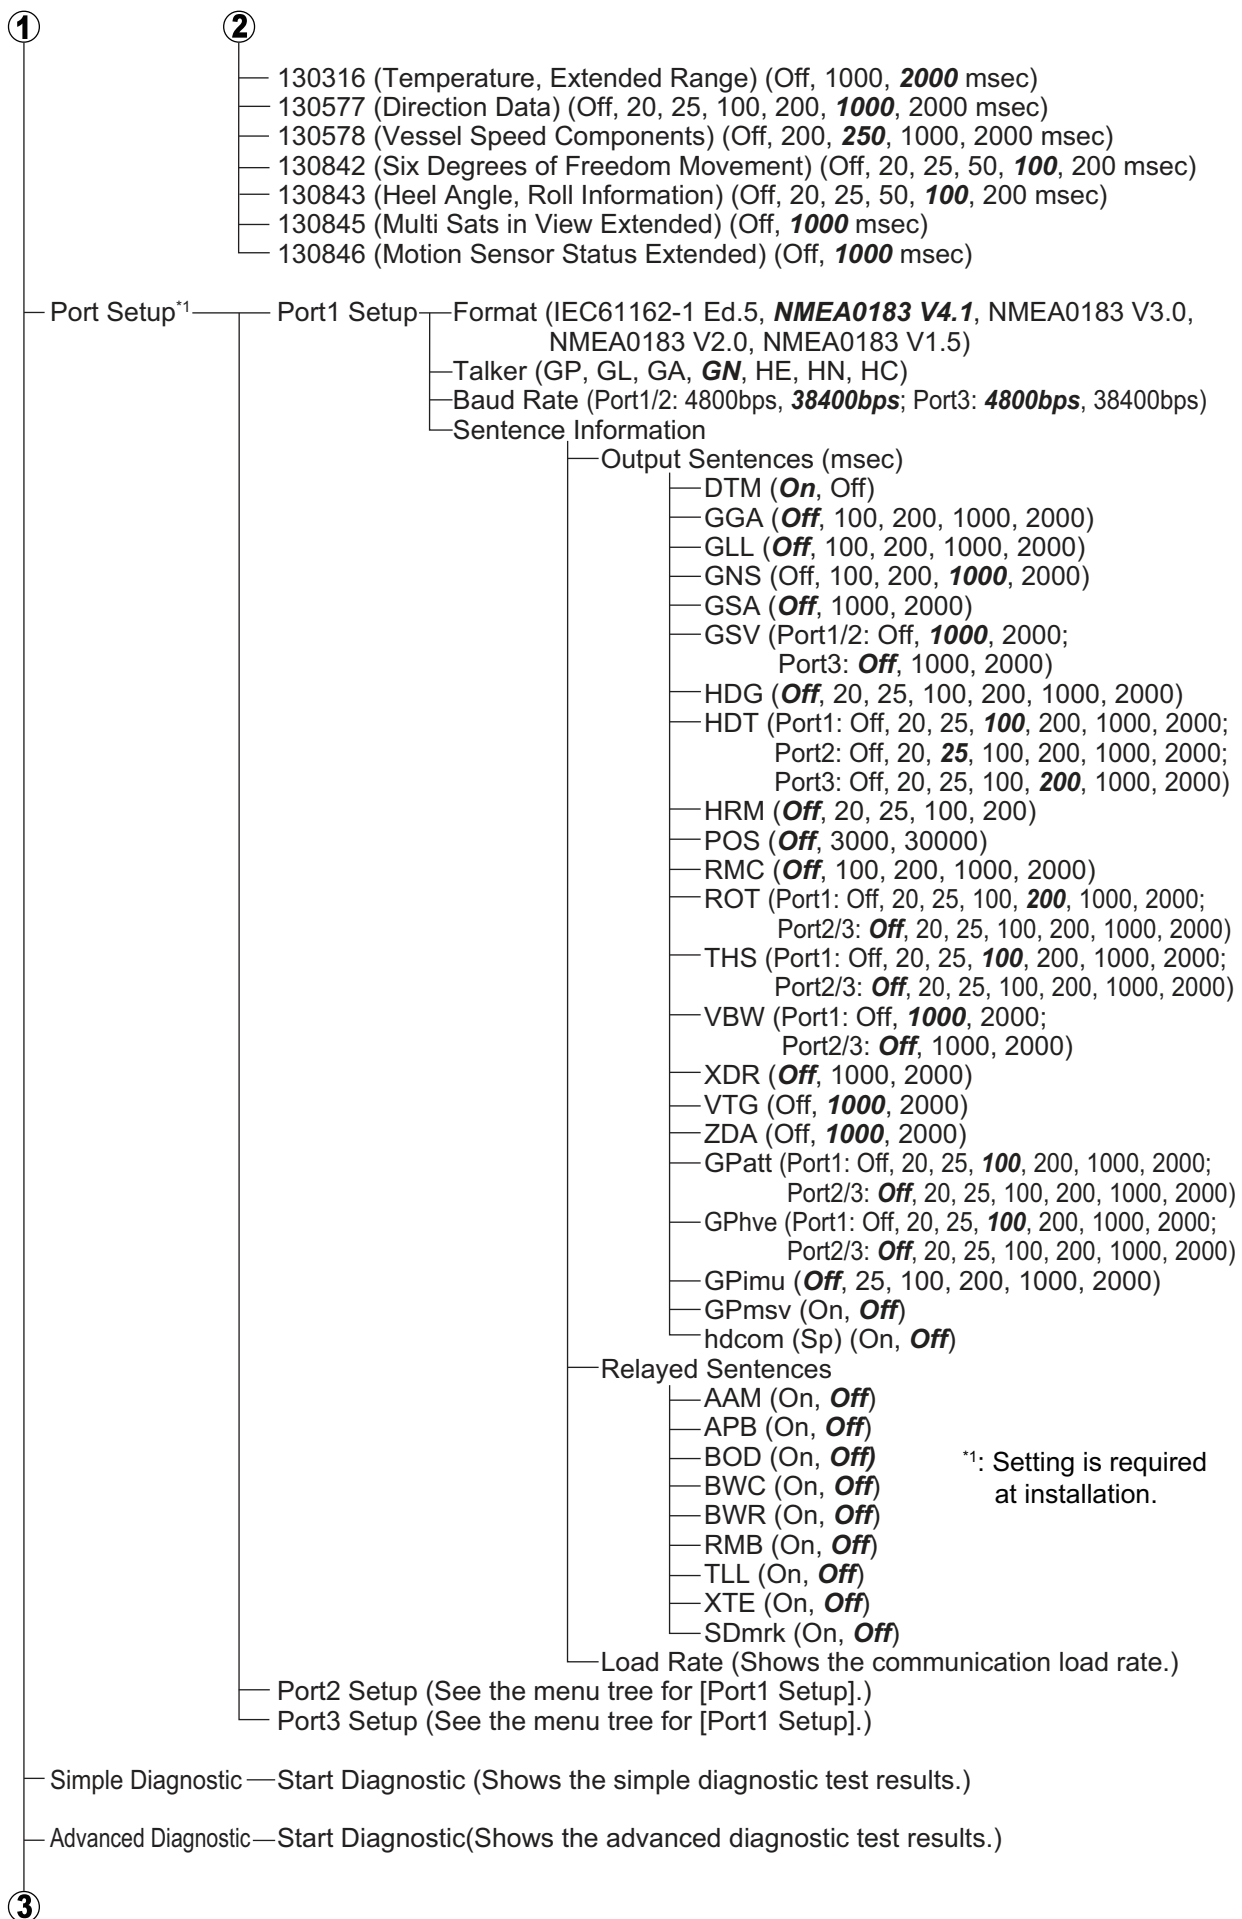 1 2
130316 (Temperature, Extended Range) (Off, 1000, 2000 msec)
130577 (Direction Data) (Off, 20, 25, 100, 200, 1000, 2000 msec)
130578 (Vessel Speed Components) (Off, 200, 250, 1000, 2000 msec)
130842 (Six Degrees of Freedom Movement) (Off, 20, 25, 50, 100, 200 msec)
130843 (Heel Angle, Roll Information) (Off, 20, 25, 50, 100, 200 msec)
130845 (Multi Sats in View Extended) (Off, 1000 msec)
130846 (Motion Sensor Status Extended) (Off, 1000 msec)
Port Setup*1 Port1 Setup Format (IEC61162-1 Ed.5, NMEA0183 V4.1, NMEA0183 V3.0,
NMEA0183 V2.0, NMEA0183 V1.5)
Talker (GP, GL, GA, GN, HE, HN, HC)
Baud Rate (Port1/2: 4800bps, 38400bps; Port3: 4800bps, 38400bps)
Sentence Information
Output Sentences (msec)
DTM (On, Off)
GGA (Off, 100, 200, 1000, 2000)
GLL (Off, 100, 200, 1000, 2000)
GNS (Off, 100, 200, 1000, 2000)
GSA (Off, 1000, 2000)
GSV (Port1/2: Off, 1000, 2000;
Port3: Off, 1000, 2000)
HDG (Off, 20, 25, 100, 200, 1000, 2000)
HDT (Port1: Off, 20, 25, 100, 200, 1000, 2000;
Port2: Off, 20, 25, 100, 200, 1000, 2000;
Port3: Off, 20, 25, 100, 200, 1000, 2000)
HRM (Off, 20, 25, 100, 200)
POS (Off, 3000, 30000)
RMC (Off, 100, 200, 1000, 2000)
ROT (Port1: Off, 20, 25, 100, 200, 1000, 2000;
Port2/3: Off, 20, 25, 100, 200, 1000, 2000)
THS (Port1: Off, 20, 25, 100, 200, 1000, 2000;
Port2/3: Off, 20, 25, 100, 200, 1000, 2000)
VBW (Port1: Off, 1000, 2000;
Port2/3: Off, 1000, 2000)
XDR (Off, 1000, 2000)
VTG (Off, 1000, 2000)
ZDA (Off, 1000, 2000)
GPatt (Port1: Off, 20, 25, 100, 200, 1000, 2000;
Port2/3: Off, 20, 25, 100, 200, 1000, 2000)
GPhve (Port1: Off, 20, 25, 100, 200, 1000, 2000;
Port2/3: Off, 20, 25, 100, 200, 1000, 2000)
GPimu (Off, 25, 100, 200, 1000, 2000)
GPmsv (On, Off)
hdcom (Sp) (On, Off)
Relayed Sentences
AAM (On, Off)
APB (On, Off)
BOD (On, Off)
BWC (On, Off)
BWR (On, Off)
RMB (On, Off)
TLL (On, Off)
XTE (On, Off)
SDmrk (On, Off)
*1: Setting is required
at installation.
Load Rate (Shows the communication load rate.)
Port2 Setup (See the menu tree for [Port1 Setup].)
Port3 Setup (See the menu tree for [Port1 Setup].)
Simple Diagnostic Start Diagnostic (Shows the simple diagnostic test results.)
Advanced Diagnostic Start Diagnostic(Shows the advanced diagnostic test results.)
3